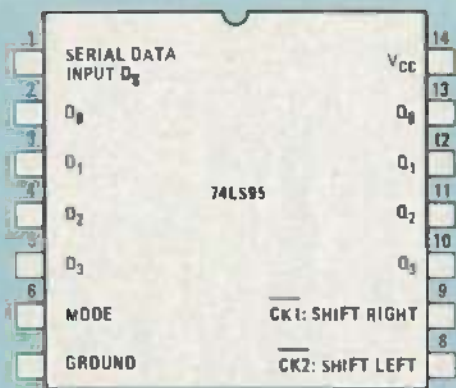 1
SERIAL DATA
INPUT Ds
2
D0
3
D1
4
D2
5
D3
6
MODE
7
GROUND
74LS95
14
VCC
13
Q0
12
Q1
11
Q2
10
Q3
9
CK1: SHIFT RIGHT
8
CK2: SHIFT LEFT